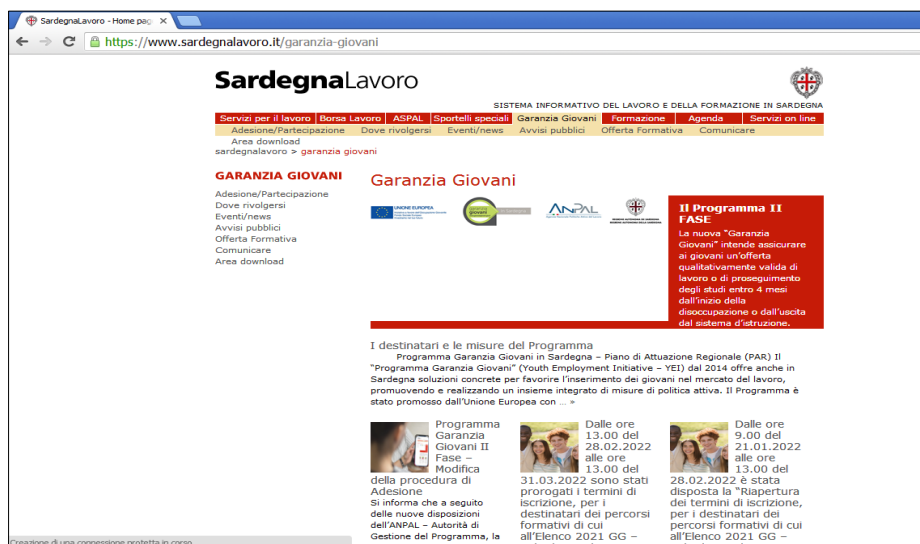 SardegnaLavoro - Home pag
https://www.sardegnalavoro.it/garanzia-giovani
SardegnaLavoro
SISTEMA INFORMATIVO DEL LAVORO E DELLA FORMAZIONE IN SARDEGNA
Servizi per il lavoro Borsa Lavoro ASPAL Sportelli speciali Garanzia Giovani Formazione Agenda Servizi on line
Adesione/Partecipazione Dove rivolgersi Eventi/news Avvisi pubblici Offerta Formativa Comunicare
Area download
sardegnalavoro > garanzia giovani
GARANZIA GIOVANI
Adesione/Partecipazione
Dove rivolgersi
Eventi/news
Avvisi pubblici
Offerta Formativa
Comunicare
Area download
Garanzia Giovani
UNIONE EUROPEA
garanzia giovani
ANPAL
Il Programma II
FASE
La nuova “Garanzia
Giovani” intende assicurare
ai giovani un’offerta
qualitativamente valida di
lavoro o di proseguimento
degli studi entro 4 mesi
dall’inizio della
disoccupazione o dall’uscita
dal sistema d’istruzione.
I destinatari e le misure del Programma
Programma Garanzia Giovani in Sardegna – Piano di Attuazione Regionale (PAR) Il
“Programma Garanzia Giovani” (Youth Employment Initiative – YEI) dal 2014 offre anche in
Sardegna soluzioni concrete per favorire l’inserimento dei giovani nel mercato del lavoro,
promuovendo e realizzando un insieme integrato di misure di politica attiva. Il Programma è
stato promosso dall’Unione Europea con ... »
Programma
Garanzia
Giovani II
Fase –
Modifica
della procedura di
Adesione
Si informa che a seguito
delle nuove disposizioni
dell’ANPAL – Autorità di
Gestione del Programma, la
Dalle ore
13.00 del
28.02.2022
alle ore
13.00 del
31.03.2022 sono stati
prorogati i termini di
iscrizione, per i
destinatari dei percorsi
formativi di cui
all’Elenco 2021 GG –
Dalle ore
9.00 del
21.01.2022
alle ore
13.00 del
28.02.2022 è stata
disposta la “Riapertura
dei termini di iscrizione,
per i destinatari dei
percorsi formativi di cui
all’Elenco 2021 GG –
Creazione di una connessione protetta in corso